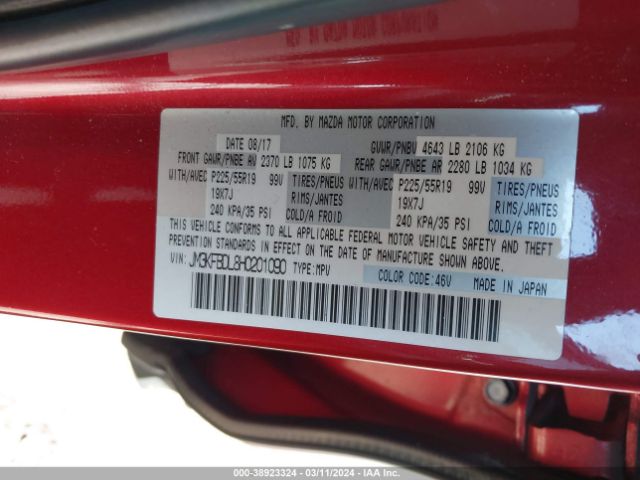 MFD. BY MAZDA MOTOR CORPORATION
DATE 08/17 GVWR/PNBV 4643 LB 2106 KG
FRONT GAWR/PNBE AV 2370 LB 1075 KG REAR GAWR/PNBE AR 2280 LB 1034 KG
WITH/AVEC P225/55R19 99V TIRES/PNEUS WITH/AVEC P225/55R19 99V TIRES/PNEUS
19X7J RIMS/JANTES 19X7J RIMS/JANTES
240 KPA/35 PSI COLD/A FROID 240 KPA/35 PSI COLD/A FROID
THIS VEHICLE CONFORMS TO ALL APPLICABLE FEDERAL MOTOR VEHICLE SAFETY AND THEFT
PREVENTION STANDARDS IN EFFECT ON THE DATE OF MANUFACTURE SHOWN ABOVE.
VIN: JM3KFBDL8H0201090 TYPE: MPV
COLOR CODE: 46V MADE IN JAPAN
000-38923324 - 03/11/2024 - IAAI.COM